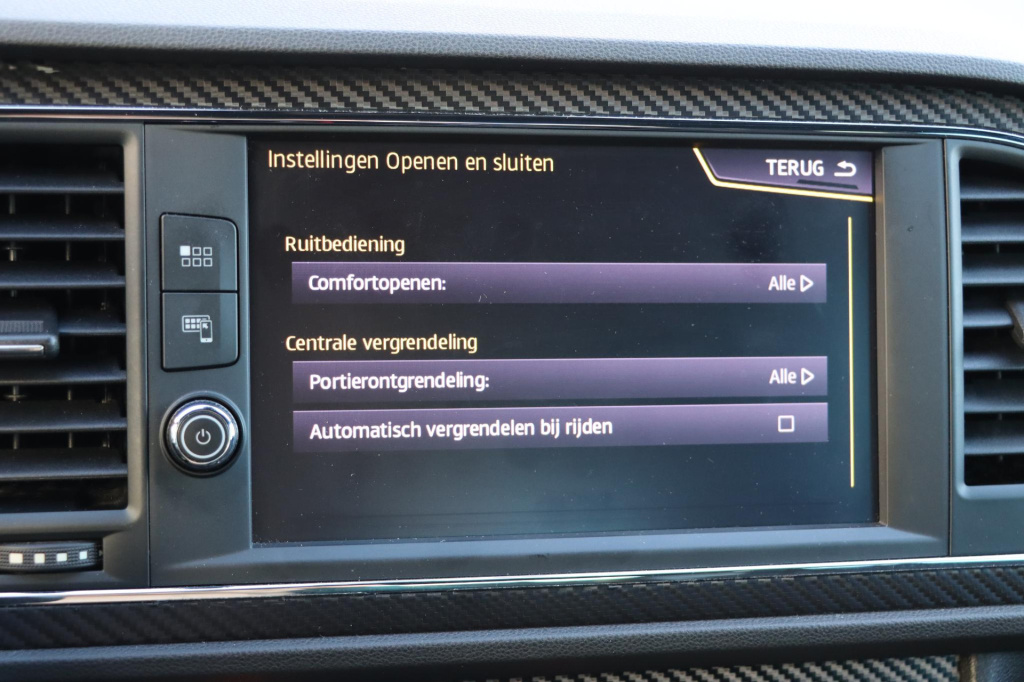 Instellingen Openen en sluiten
TERUG
Ruitbediening
Comfortopenen: Alle
Centrale vergrendeling
Portierontgrendeling: Alle
Automatisch vergrendelen bij rijden